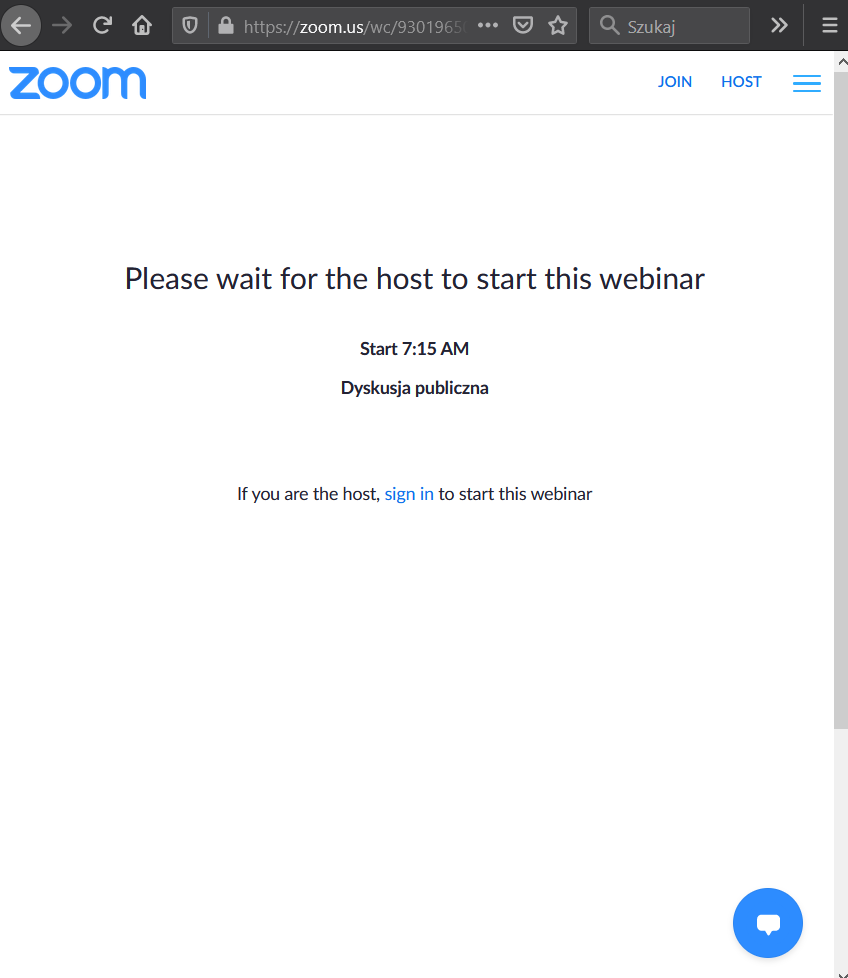 https://zoom.us/wc/9301965
Szukaj
zoom
JOIN
HOST
Please wait for the host to start this webinar
Start 7:15 AM
Dyskusja publiczna
If you are the host, sign in to start this webinar